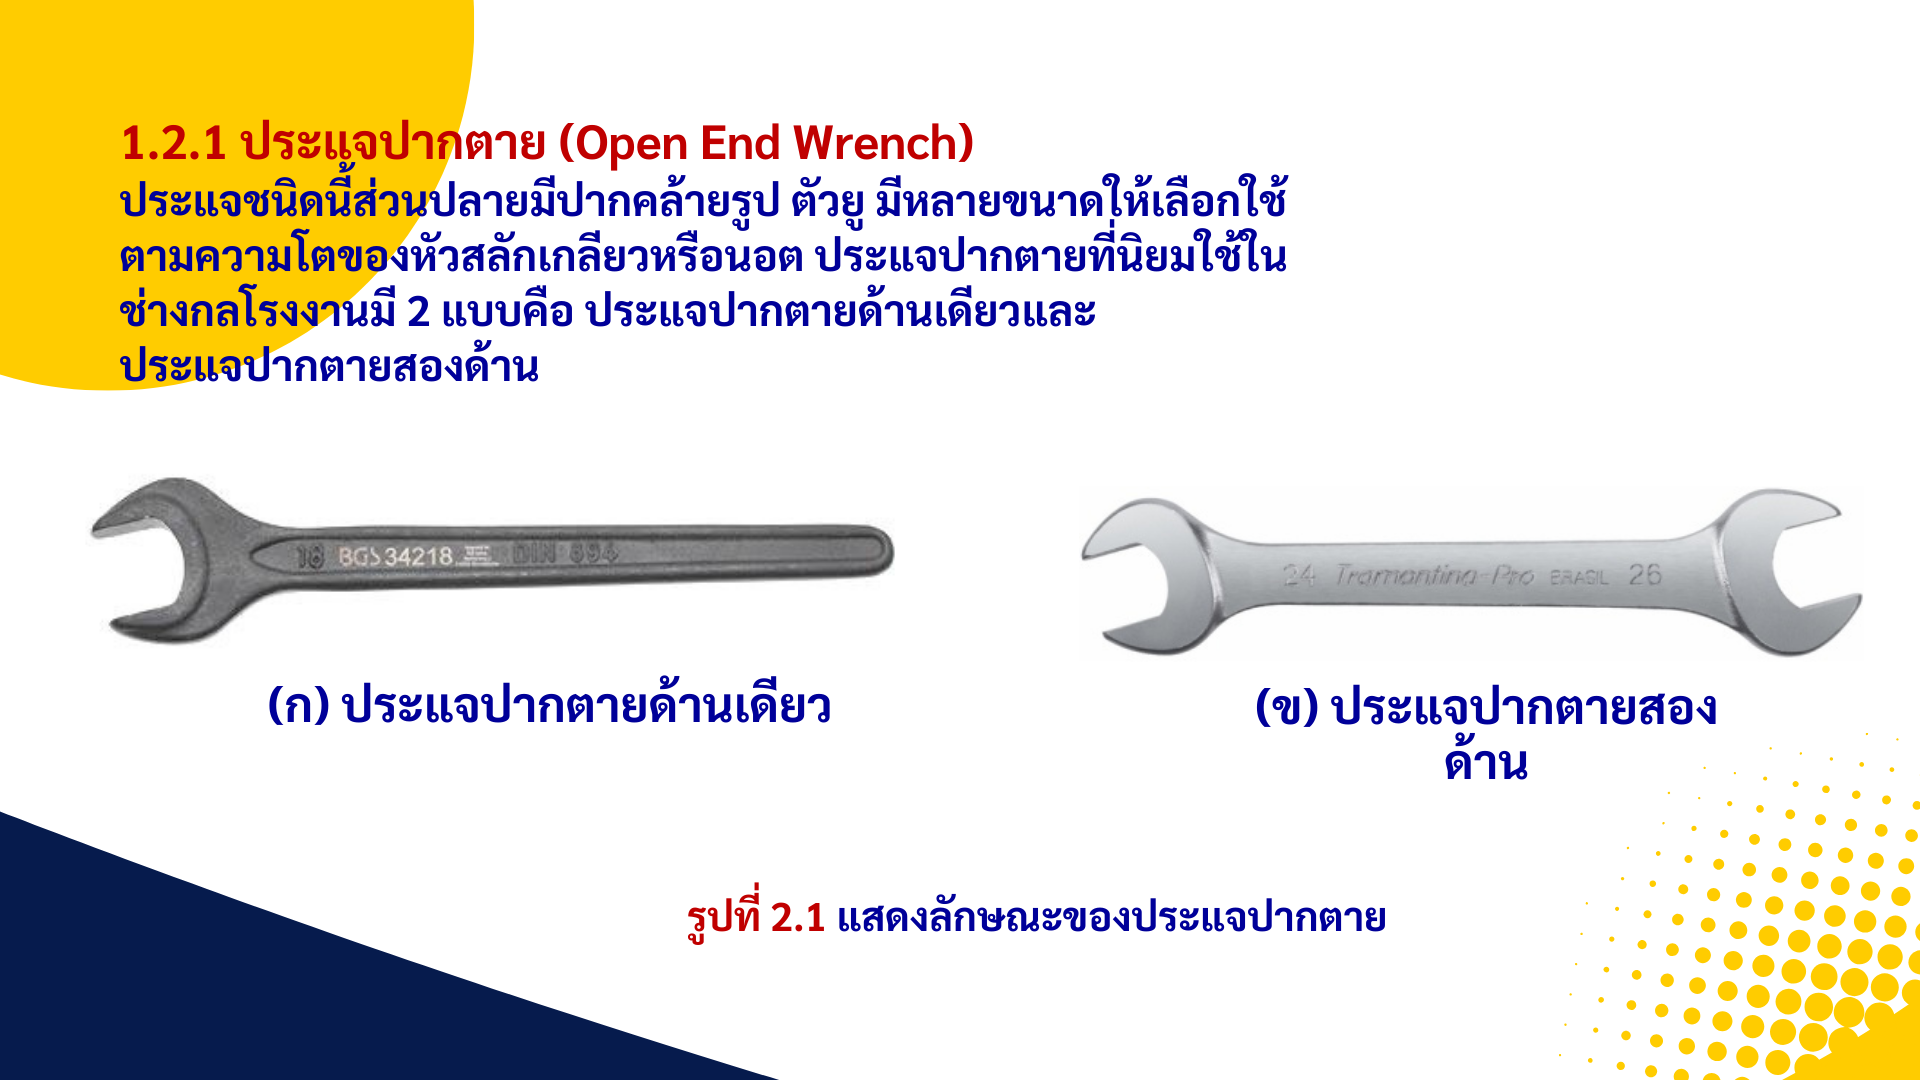 1.2.1 ประแจปากตาย (Open End Wrench)
ประแจชนิดนี้ส่วนปลายมีปากคล้ายรูป ตัวยู มีหลายขนาดให้เลือกใช้
ตามความโตของหัวสลักเกลียวหรือนอต ประแจปากตายที่นิยมใช้ใน
ช่างกลโรงงานมี 2 แบบคือ ประแจปากตายด้านเดียวและ
ประแจปากตายสองด้าน
18 BGS 34218 DIN 894
24 Tramontina-Pro BRASIL 26
(ก) ประแจปากตายด้านเดียว
(ข) ประแจปากตายสอง
ด้าน
รูปที่ 2.1 แสดงลักษณะของประแจปากตาย